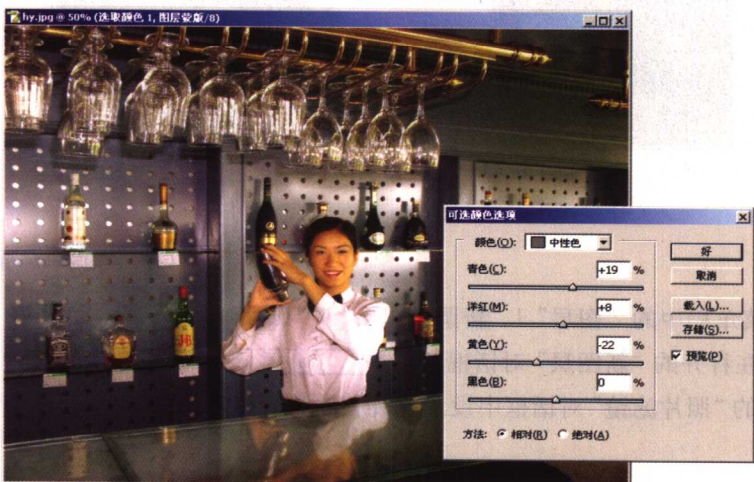 hy.jpg @ 50% (选取颜色 1, 图层蒙版/8)
可选颜色选项
颜色(O): 中性色
好
青色(C): +19 %
取消
洋红(M): +8 %
载入(L)...
存储(S)...
黄色(Y): -22 %
预览(P)
黑色(B): 0 %
方法: 相对(R) 绝对(A)
J&B